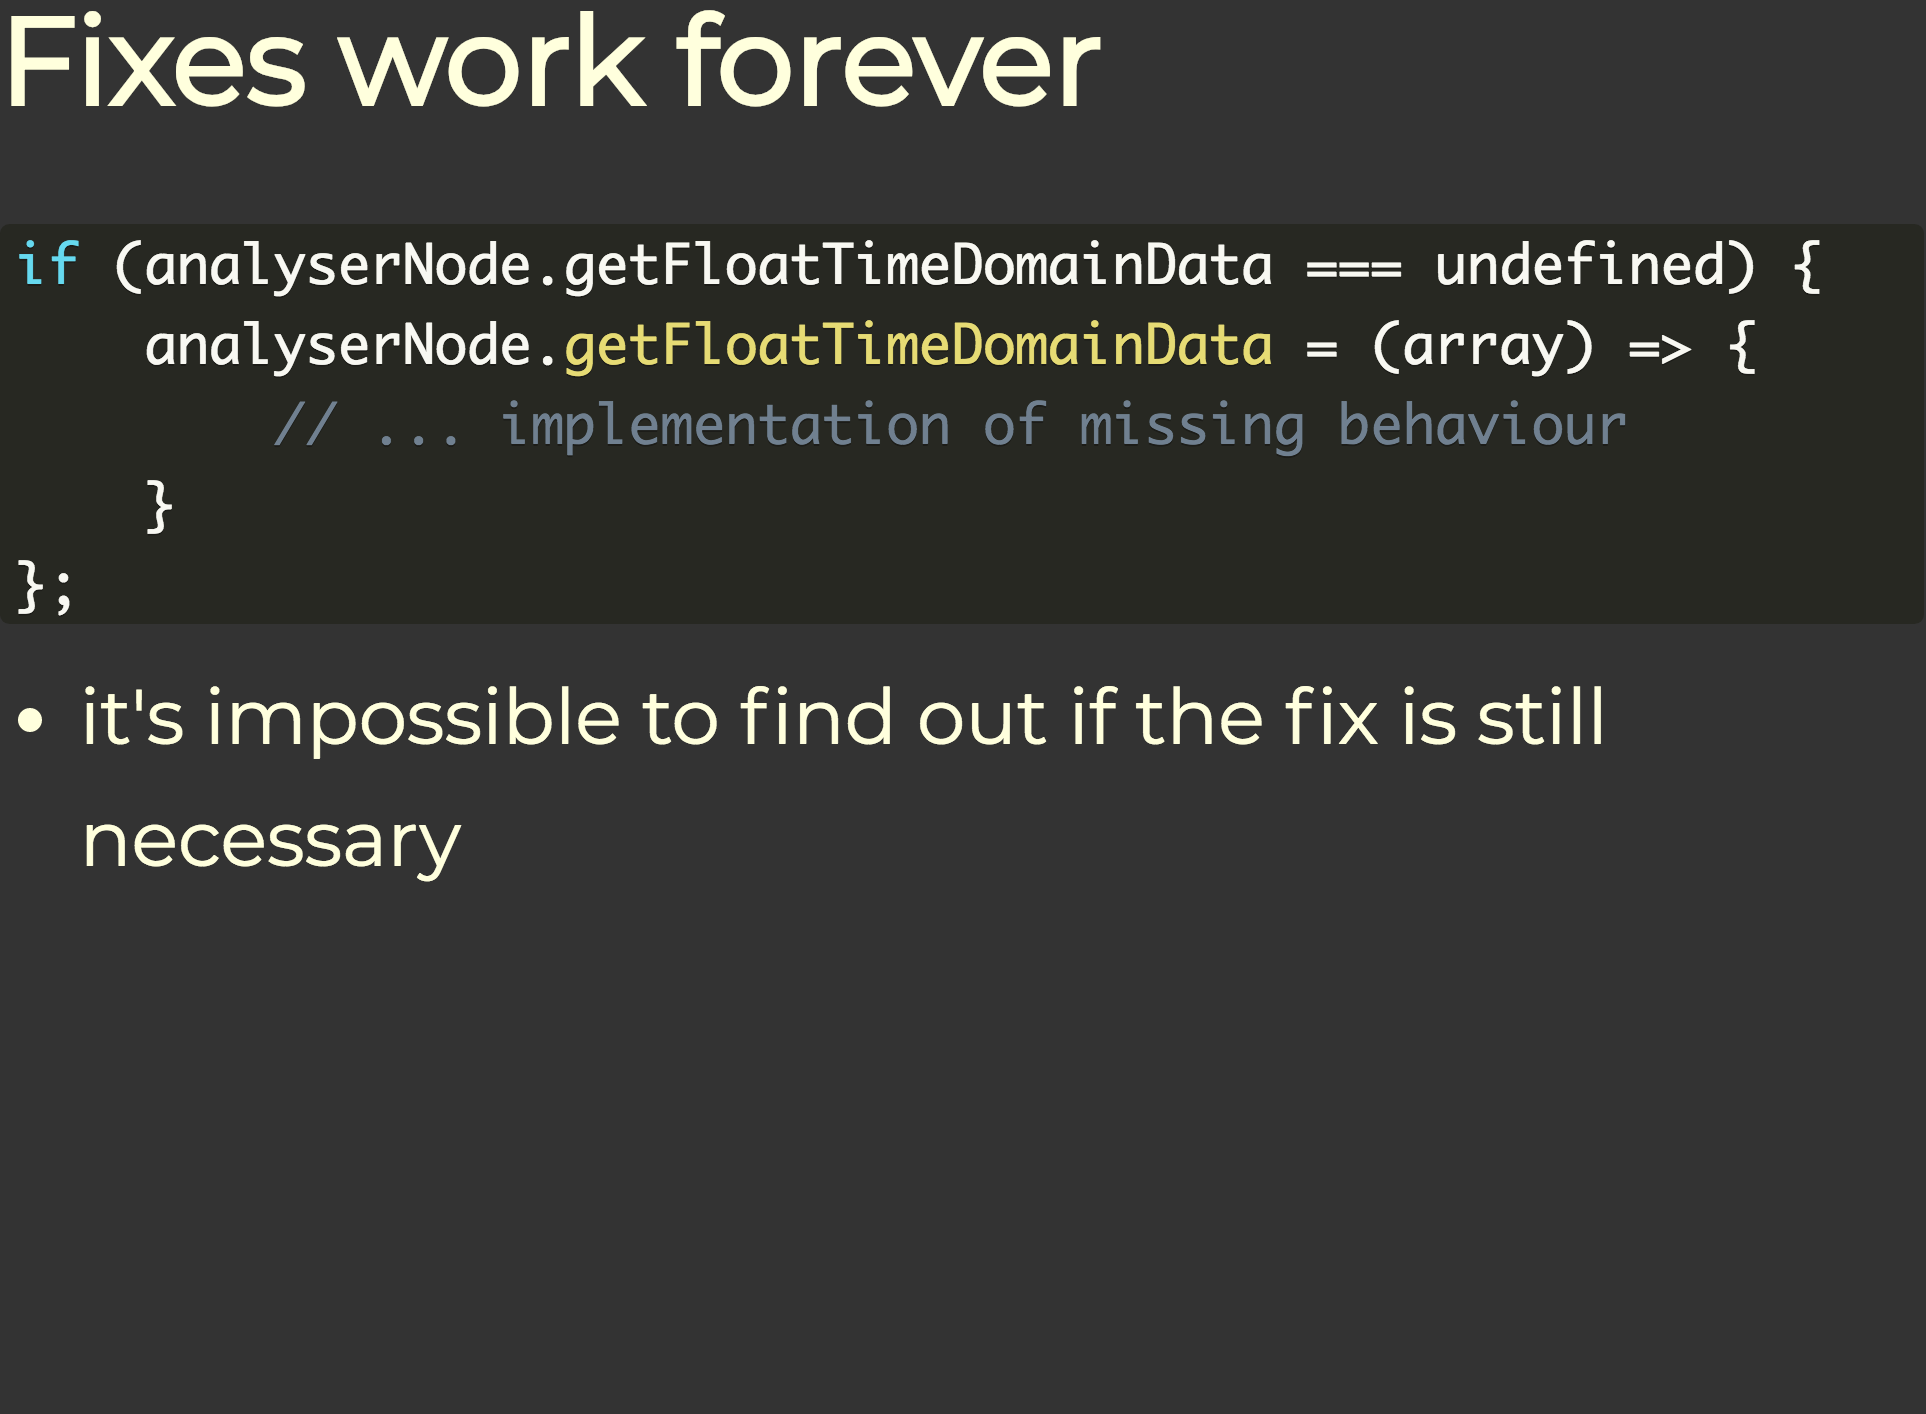 Fixes work forever
if (analyserNode.getFloatTimeDomainData === undefined) {
    analyserNode.getFloatTimeDomainData = (array) => {
        // ... implementation of missing behaviour
    }
};
• it's impossible to find out if the fix is still
necessary